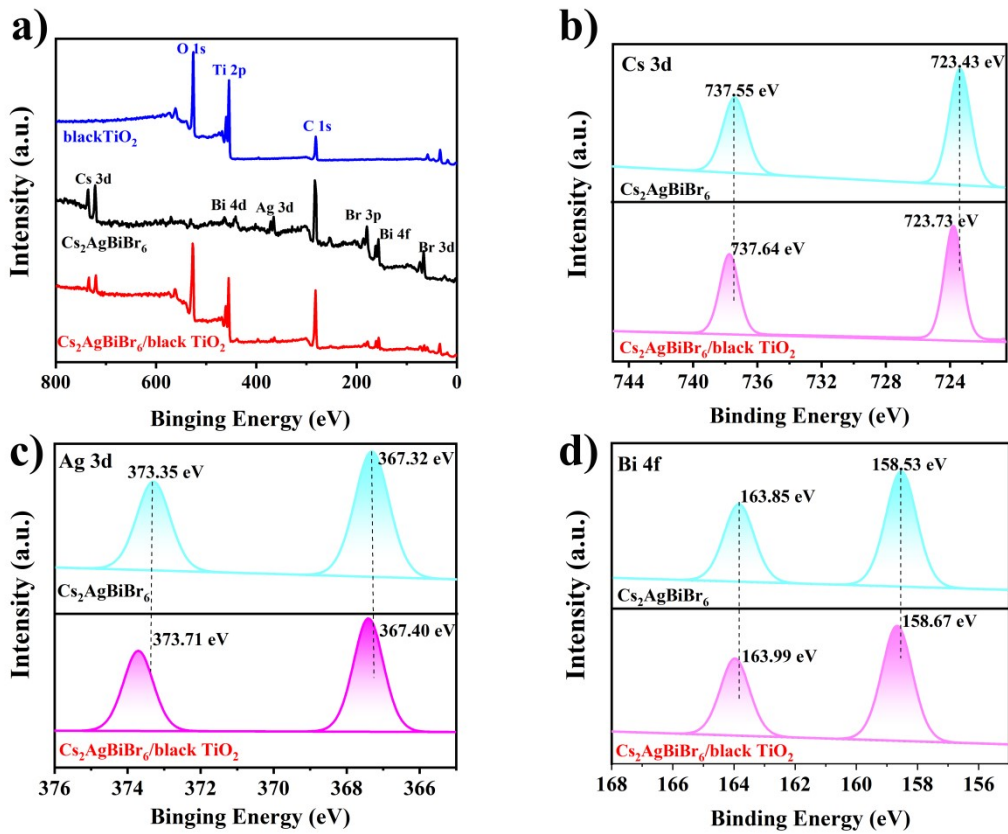 a)
O 1s
Ti 2p
C 1s
blackTiO₂
Cs 3d
Bi 4d
Ag 3d
Br 3p
Bi 4f
Br 3d
Cs₂AgBiBr₆
Cs₂AgBiBr₆/black TiO₂
Intensity (a.u.)
800 600 400 200 0
Binging Energy (eV)
b)
Cs 3d
737.55 eV
723.43 eV
Cs₂AgBiBr₆
737.64 eV
723.73 eV
Cs₂AgBiBr₆/black TiO₂
Intensity (a.u.)
744 740 736 732 728 724
Binding Energy (eV)
c)
Ag 3d
373.35 eV
367.32 eV
Cs₂AgBiBr₆
373.71 eV
367.40 eV
Cs₂AgBiBr₆/black TiO₂
Intensity (a.u.)
376 374 372 370 368 366
Binging Energy (eV)
d)
Bi 4f
163.85 eV
158.53 eV
Cs₂AgBiBr₆
163.99 eV
158.67 eV
Cs₂AgBiBr₆/black TiO₂
Intensity (a.u.)
168 166 164 162 160 158 156
Binding Energy (eV)